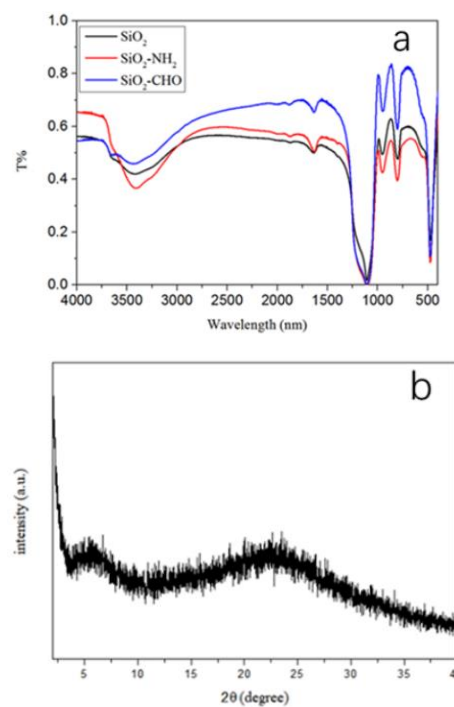 a
SiO₂
SiO₂-NH₂
SiO₂-CHO
1.0
0.8
0.6
0.4
0.2
0.0
T%
4000 3500 3000 2500 2000 1500 1000 500
Wavelength (nm)
b
intensity (a.u.)
5 10 15 20 25 30 35 40
2θ (degree)